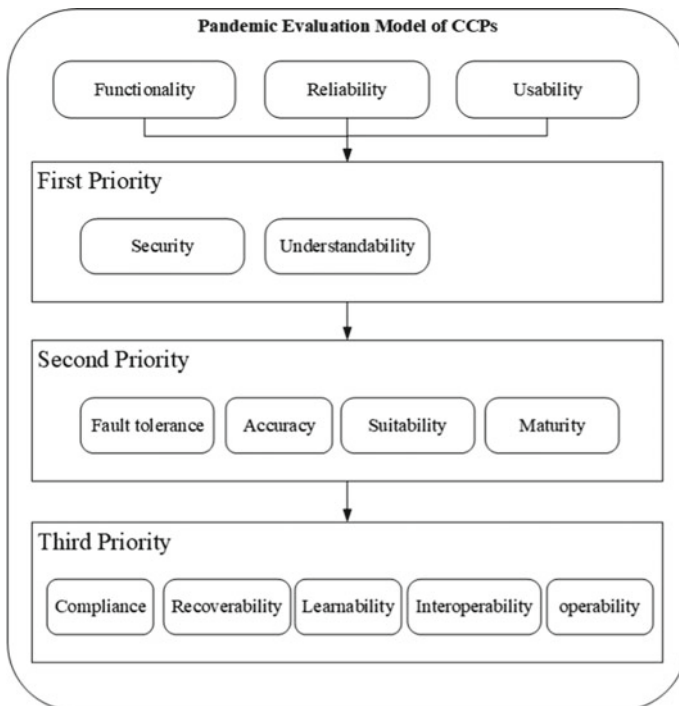 Pandemic Evaluation Model of CCPs
Functionality
Reliability
Usability
First Priority
Security
Understandability
Second Priority
Fault tolerance
Accuracy
Suitability
Maturity
Third Priority
Compliance
Recoverability
Learnability
Interoperability
operability